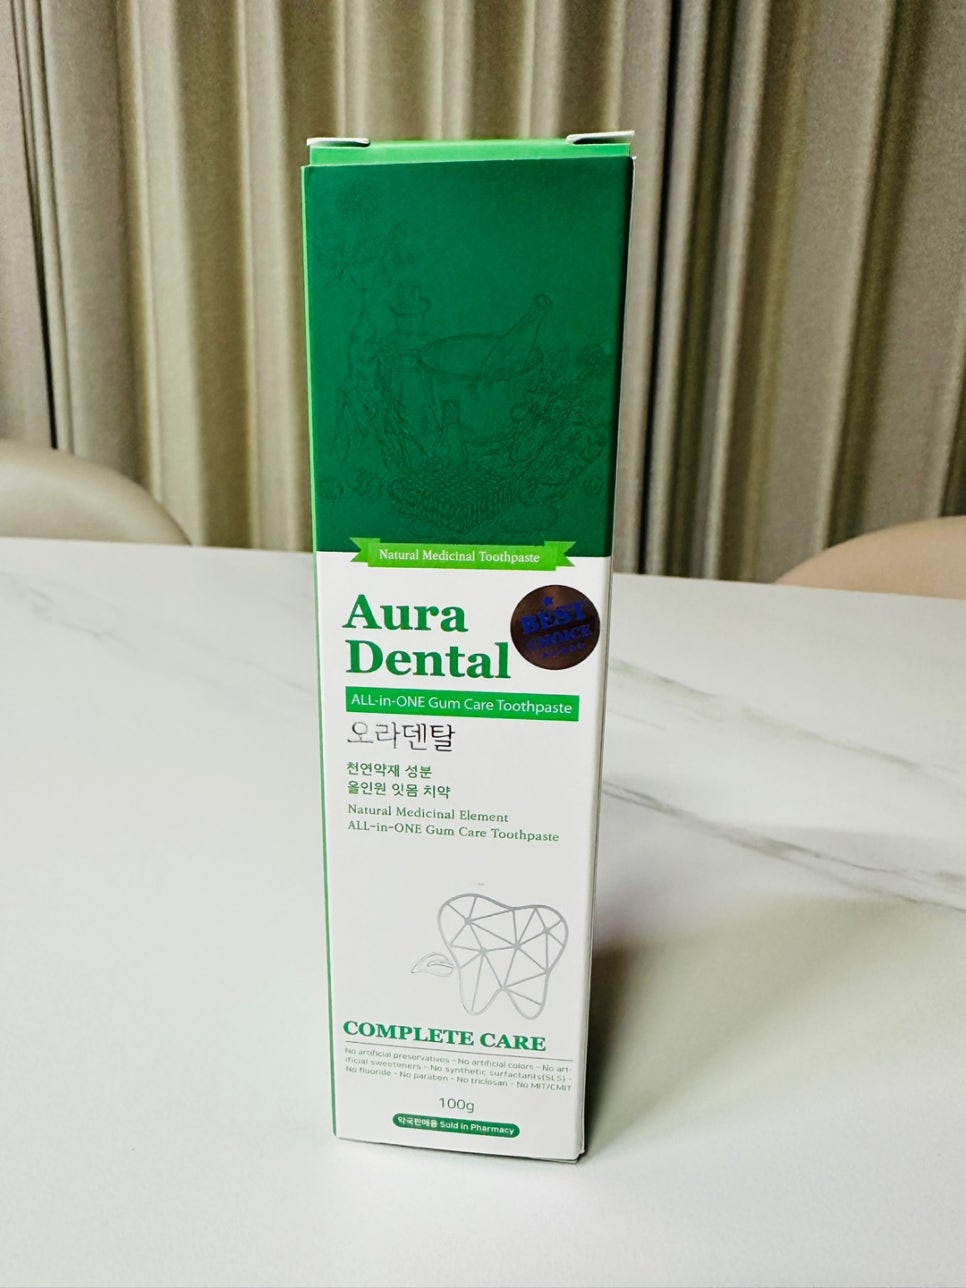 Natural Medicinal Toothpaste
Aura
Dental
BEST
CHOICE
ALL-in-ONE Gum Care Toothpaste
오라덴탈
천연약재 성분
올인원 잇몸 치약
Natural Medicinal Element
ALL-in-ONE Gum Care Toothpaste
COMPLETE CARE
No artificial preservatives - No artificial colors - No art-
ificial sweeteners - No synthetic surfactants(SLS) -
No fluoride - No paraben - No triclosan - No MIT/CMIT
100g
약국판매용 Sold in Pharmacy